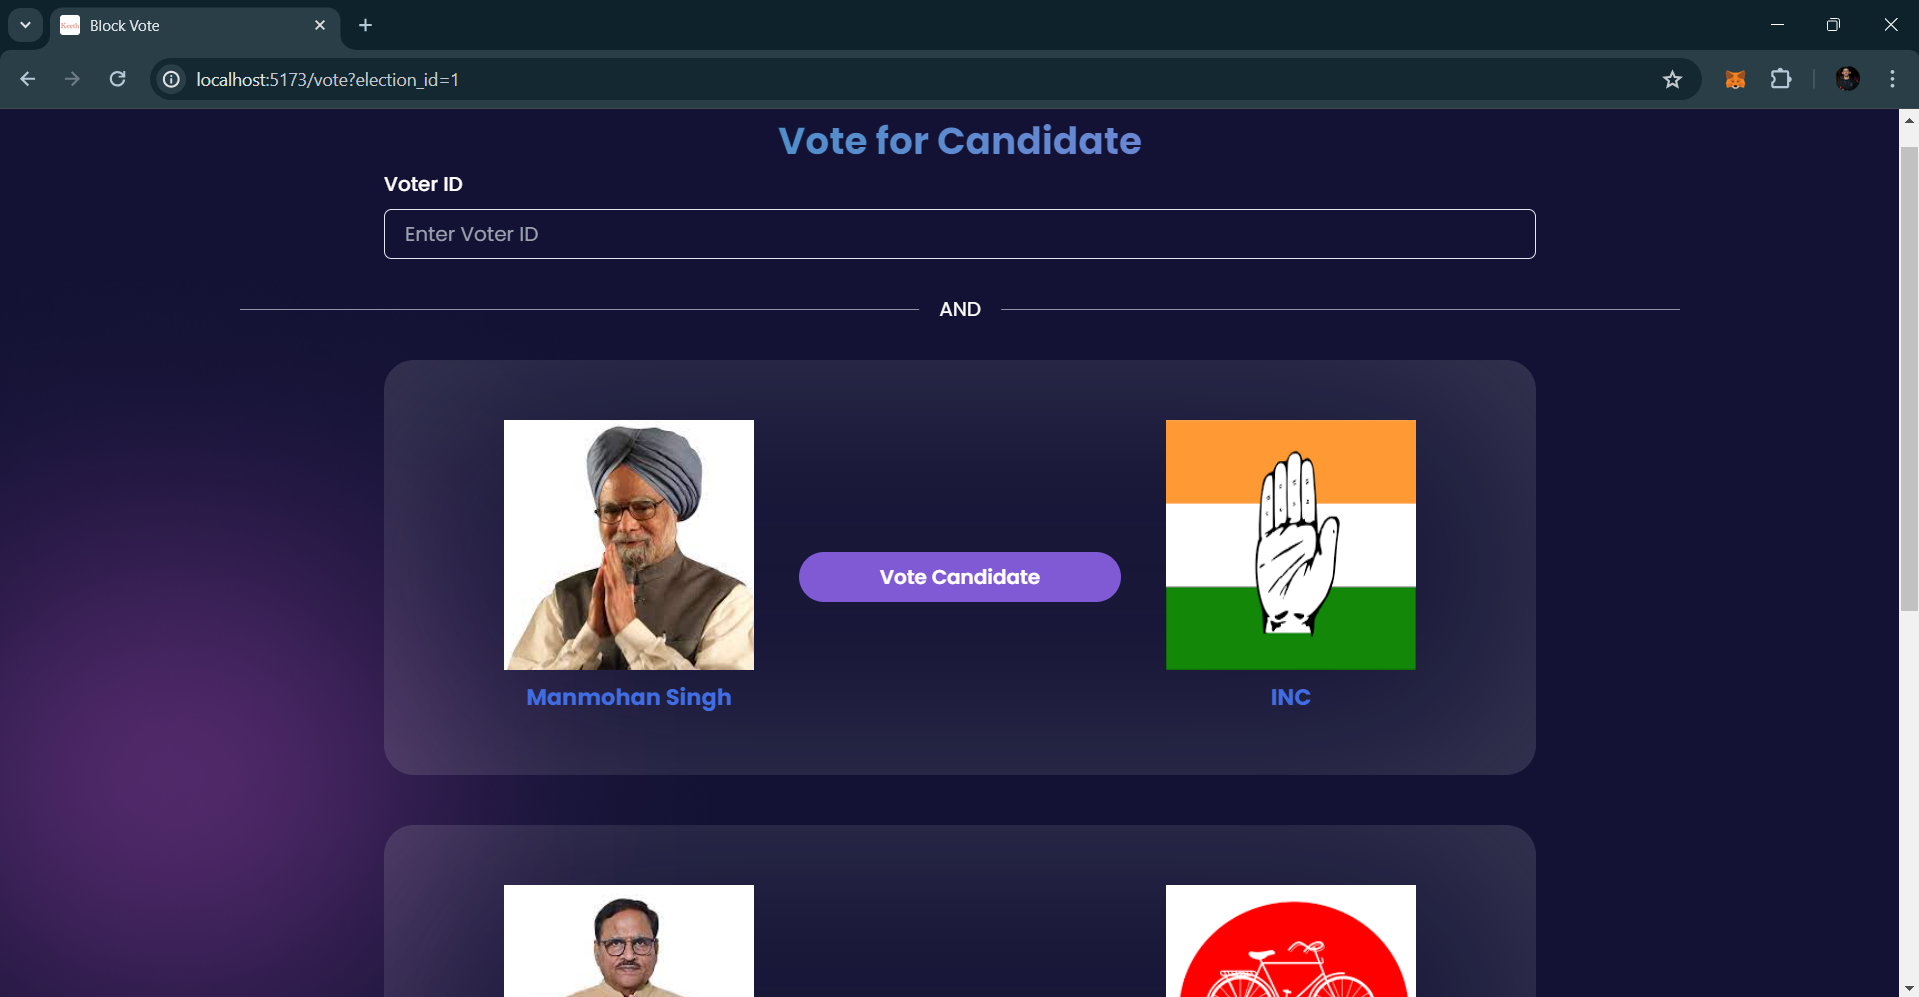 Block Vote
localhost:5173/vote?election_id=1
Vote for Candidate
Voter ID
Enter Voter ID
AND
Vote Candidate
Manmohan Singh
INC